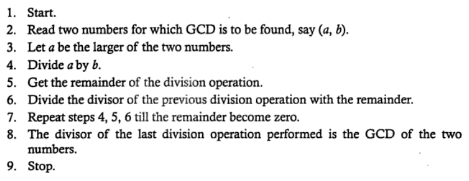 1. Start.
2. Read two numbers for which GCD is to be found, say (a, b).
3. Let a be the larger of the two numbers.
4. Divide a by b.
5. Get the remainder of the division operation.
6. Divide the divisor of the previous division operation with the remainder.
7. Repeat steps 4, 5, 6 till the remainder become zero.
8. The divisor of the last division operation performed is the GCD of the two
numbers.
9. Stop.